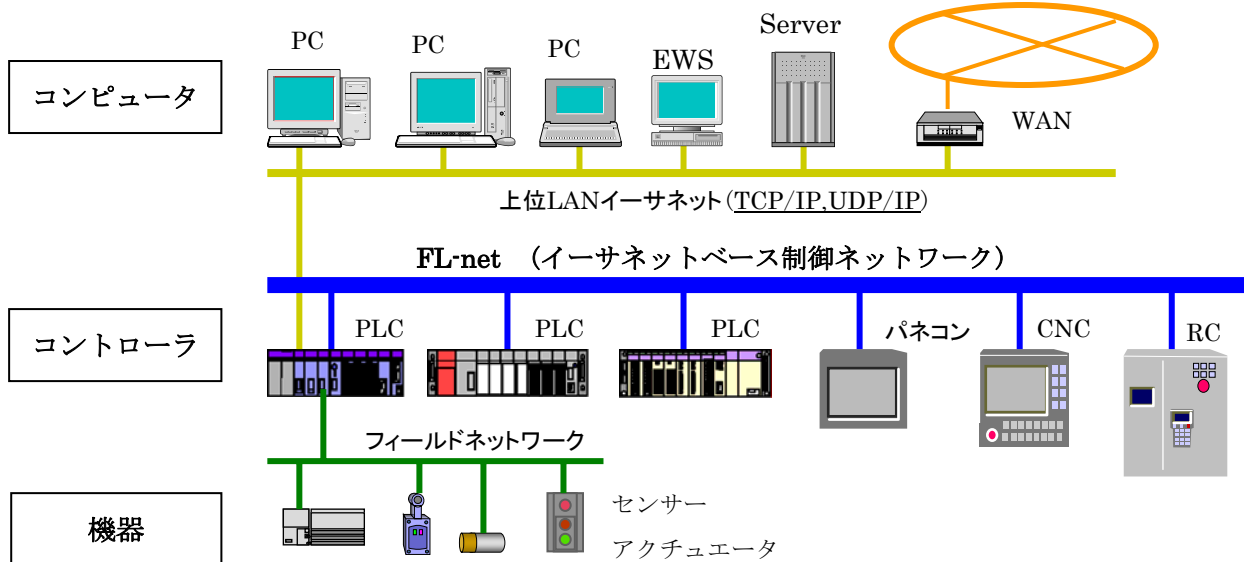 PC
PC
PC
EWS
Server
WAN
コンピュータ
上位LANイーサネット(TCP/IP,UDP/IP)
FL-net (イーサネットベース制御ネットワーク)
コントローラ
PLC
PLC
PLC
パネコン
CNC
RC
フィールドネットワーク
機器
センサー
アクチュエータ